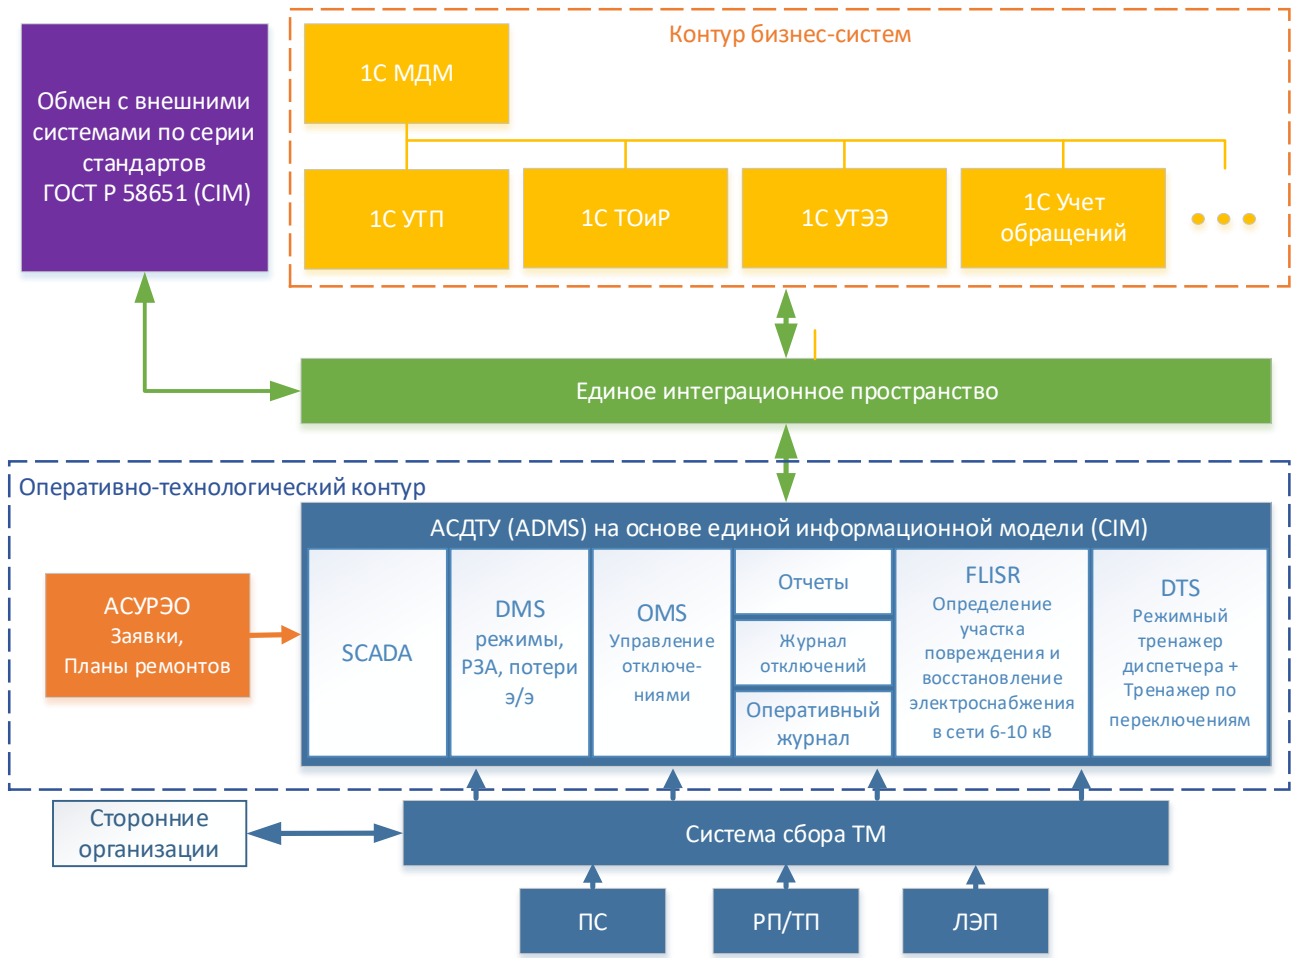 Контур бизнес-систем
Обмен с внешними
системами по серии
стандартов
ГОСТ Р 58651 (CIM)
1С МДМ
1С УТП
1С ТОиР
1С УТЭЭ
1С Учет
обращений
Единое интеграционное пространство
Оперативно-технологический контур
АСДТУ (ADMS) на основе единой информационной модели (CIM)
АСУРЭО
Заявки,
Планы ремонтов
SCADA
DMS
режимы,
РЗА, потери
э/э
OMS
Управление
отключе-
ниями
Отчеты
Журнал
отключений
Оперативный
журнал
FLISR
Определение
участка
повреждения и
восстановление
электроснабжения
в сети 6-10 кВ
DTS
Режимный
тренажер
диспетчера +
Тренажер по
переключениям
Сторонние
организации
Система сбора ТМ
ПС
РП/ТП
ЛЭП